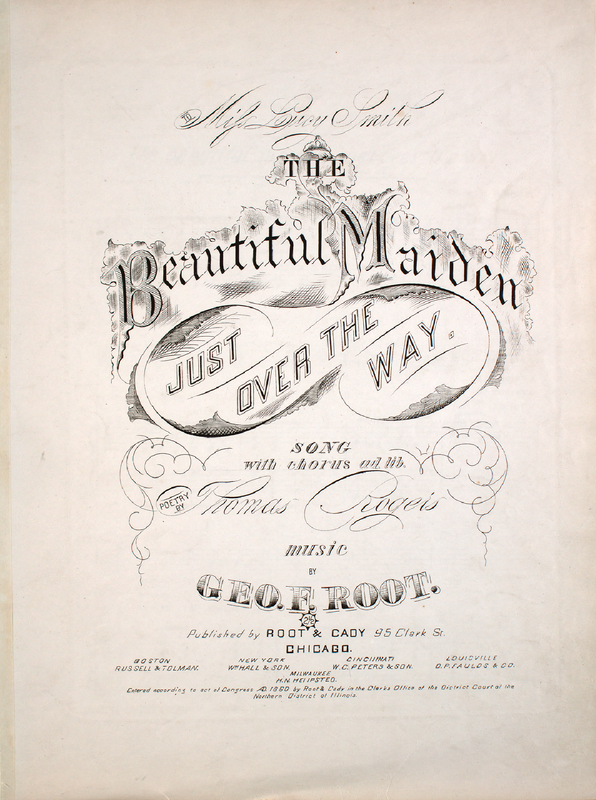 TO Miss Lucy Smith
THE
Beautiful Maiden
JUST
OVER THE
WAY.
SONG
with chorus ad. lib.
POETRY BY Thomas Rogers
music
BY
GEO. F. ROOT.
2½
Published by ROOT & CADY 95 Clark St.
CHICAGO.
BOSTON NEW YORK CINCINNATI LOUISVILLE
RUSSELL & TOLMAN. Wm HALL & SON. W.C. PETERS & SON. D.P. FAULDS & CO.
MILWAUKEE
H.N. HEMPSTED.
Entered according to act of Congress AD. 1860 by Root & Cady in the Clerks Office of the District Court of the
Northern District of Illinois.